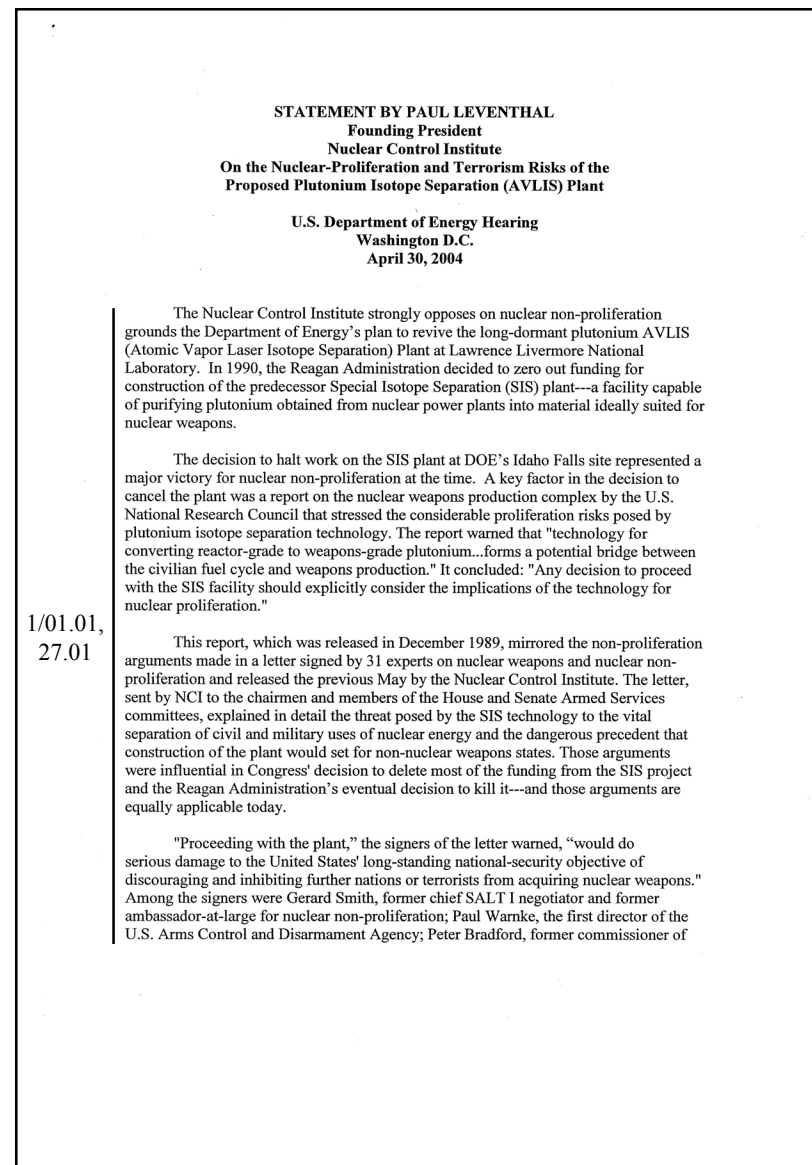 STATEMENT BY PAUL LEVENTHAL
Founding President
Nuclear Control Institute
On the Nuclear-Proliferation and Terrorism Risks of the
Proposed Plutonium Isotope Separation (AVLIS) Plant
U.S. Department of Energy Hearing
Washington D.C.
April 30, 2004
The Nuclear Control Institute strongly opposes on nuclear non-proliferation
grounds the Department of Energy's plan to revive the long-dormant plutonium AVLIS
(Atomic Vapor Laser Isotope Separation) Plant at Lawrence Livermore National
Laboratory.  In 1990, the Reagan Administration decided to zero out funding for
construction of the predecessor Special Isotope Separation (SIS) plant---a facility capable
of purifying plutonium obtained from nuclear power plants into material ideally suited for
nuclear weapons.
The decision to halt work on the SIS plant at DOE's Idaho Falls site represented a
major victory for nuclear non-proliferation at the time.  A key factor in the decision to
cancel the plant was a report on the nuclear weapons production complex by the U.S.
National Research Council that stressed the considerable proliferation risks posed by
plutonium isotope separation technology. The report warned that "technology for
converting reactor-grade to weapons-grade plutonium...forms a potential bridge between
the civilian fuel cycle and weapons production." It concluded: "Any decision to proceed
with the SIS facility should explicitly consider the implications of the technology for
nuclear proliferation."
1/01.01,
27.01
This report, which was released in December 1989, mirrored the non-proliferation
arguments made in a letter signed by 31 experts on nuclear weapons and nuclear non-
proliferation and released the previous May by the Nuclear Control Institute. The letter,
sent by NCI to the chairmen and members of the House and Senate Armed Services
committees, explained in detail the threat posed by the SIS technology to the vital
separation of civil and military uses of nuclear energy and the dangerous precedent that
construction of the plant would set for non-nuclear weapons states. Those arguments
were influential in Congress' decision to delete most of the funding from the SIS project
and the Reagan Administration's eventual decision to kill it---and those arguments are
equally applicable today.
"Proceeding with the plant," the signers of the letter warned, "would do
serious damage to the United States' long-standing national-security objective of
discouraging and inhibiting further nations or terrorists from acquiring nuclear weapons."
Among the signers were Gerard Smith, former chief SALT I negotiator and former
ambassador-at-large for nuclear non-proliferation; Paul Warnke, the first director of the
U.S. Arms Control and Disarmament Agency; Peter Bradford, former commissioner of